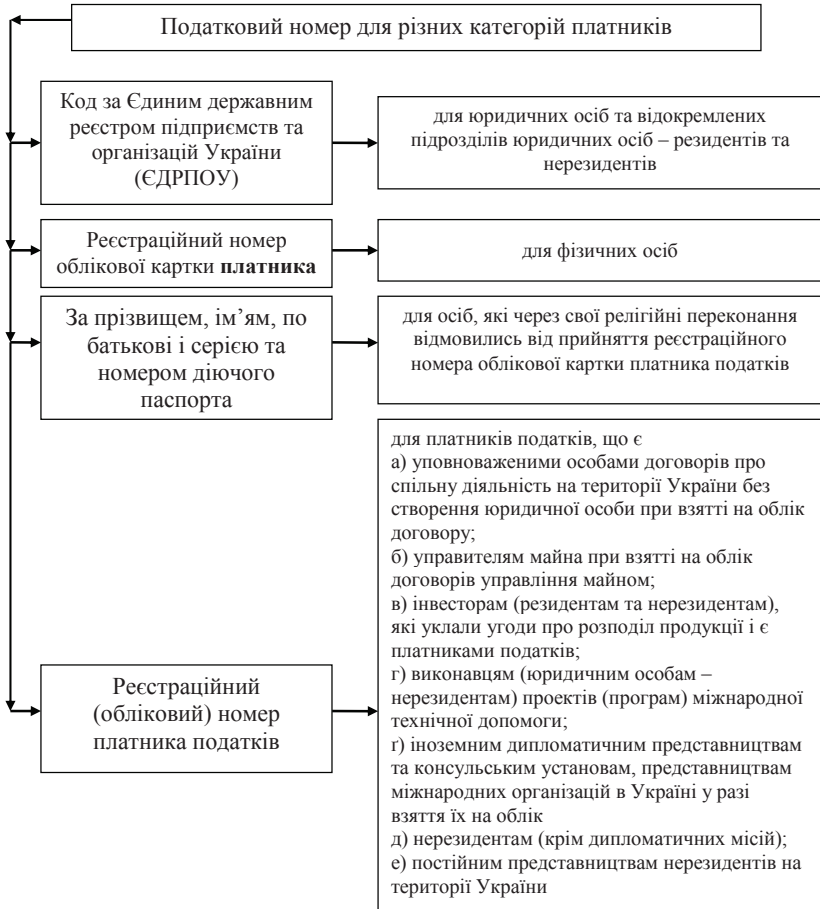 Податковий номер для різних категорій платників
Код за Єдиним державним
реєстром підприємств та
організацій України
(ЄДРПОУ)
для юридичних осіб та відокремлених
підрозділів юридичних осіб – резидентів та
нерезидентів
Реєстраційний номер
облікової картки платника
для фізичних осіб
За прізвищем, ім’ям, по
батькові і серією та
номером діючого
паспорта
для осіб, які через свої релігійні переконання
відмовились від прийняття реєстраційного
номера облікової картки платника податків
Реєстраційний
(обліковий) номер
платника податків
для платників податків, що є
а) уповноваженими особами договорів про
спільну діяльність на території України без
створення юридичної особи при взятті на облік
договору;
б) управителям майна при взятті на облік
договорів управління майном;
в) інвесторам (резидентам та нерезидентам),
які уклали угоди про розподіл продукції і є
платниками податків;
г) виконавцям (юридичним особам –
нерезидентам) проектів (програм) міжнародної
технічної допомоги;
ґ) іноземним дипломатичним представництвам
та консульським установам, представництвам
міжнародних організацій в Україні у разі
взяття їх на облік
д) нерезидентам (крім дипломатичних місій);
е) постійним представництвам нерезидентів на
території України